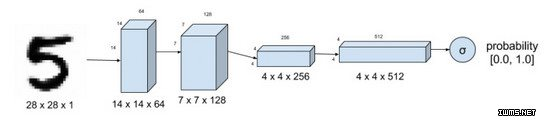 64
14
14
128
7
7
256
4
4
512
4
4
5
σ
probability
[0.0, 1.0]
28 x 28 x 1
14 x 14 x 64
7 x 7 x 128
4 x 4 x 256
4 x 4 x 512
IWMS.NET